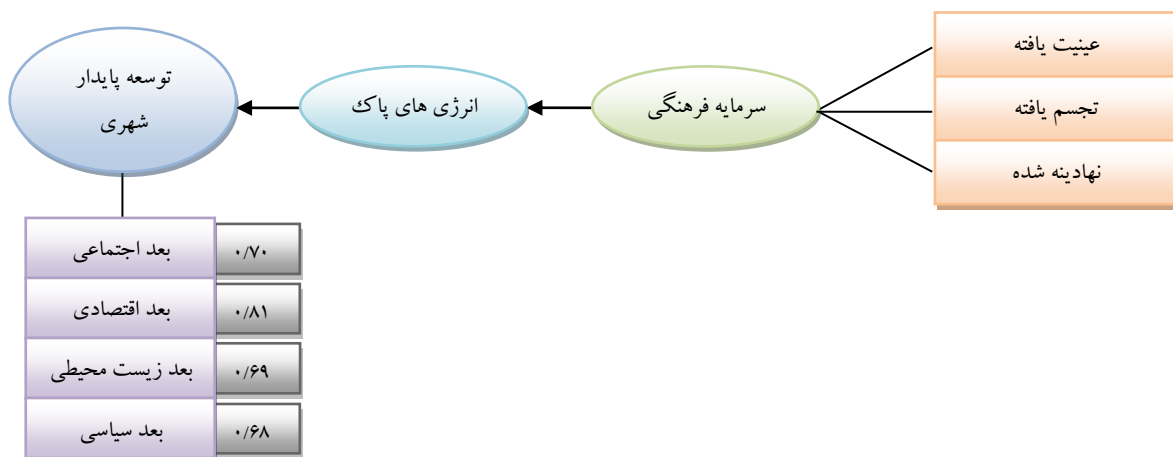 عینیت یافته
تجسم یافته
نهادینه شده
سرمایه فرهنگی
انرژی های پاک
توسعه پایدار
شهری
بعد اجتماعی
۰/۷۰
بعد اقتصادی
۰/۸۱
بعد زیست محیطی
۰/۶۹
بعد سیاسی
۰/۶۸